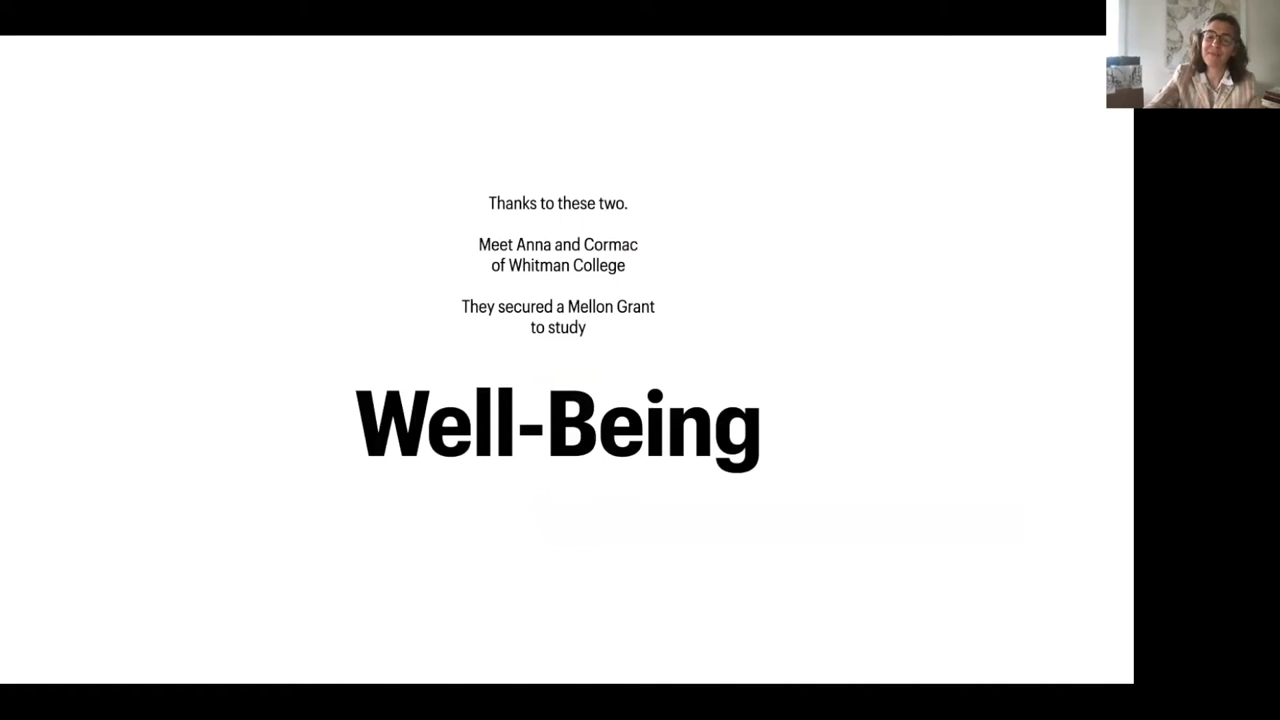 Thanks to these two.
Meet Anna and Cormac
of Whitman College
They secured a Mellon Grant
to study
Well-Being